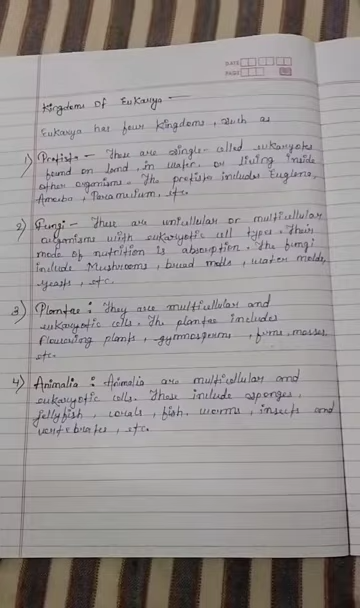 DATE
PAGE
Kingdoms of Eukarya —
Eukarya has four kingdoms, such as
1) Protista - These are single-celled eukaryotes
found on land, in water, or living inside
other organisms. The protista includes Euglena,
Amoeba, Paramecium, etc.
2) Fungi - These are unicellular or multicellular
organisms with eukaryotic cell types. Their
mode of nutrition is absorption. The fungi
include Mushrooms, bread molds, water molds,
yeasts, etc.
3) Plantae : They are multicellular and
eukaryotic cells. The plantae includes
flowering plants, gymnosperms, ferns, mosses,
etc.
4) Animalia : Animalia are multicellular and
eukaryotic cells. These include sponges,
jellyfish, corals, fish, worms, insects and
vertebrates, etc.